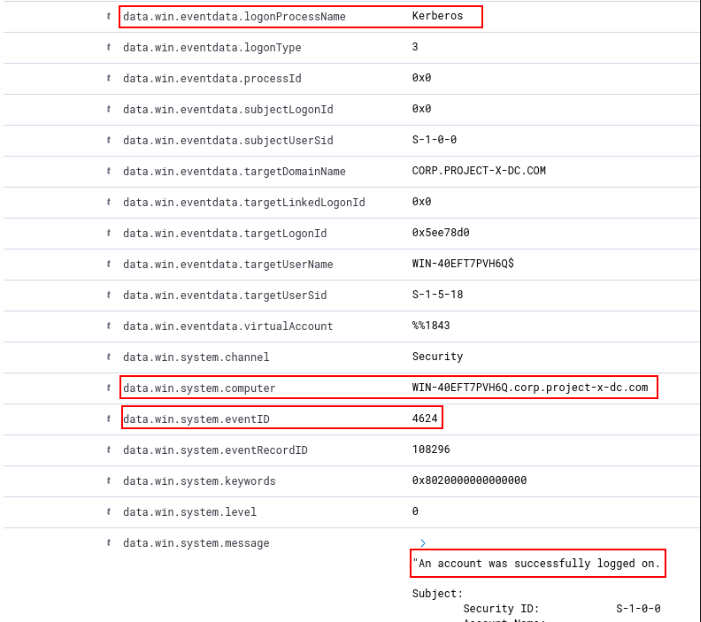 t data.win.eventdata.logonProcessName Kerberos
t data.win.eventdata.logonType 3
t data.win.eventdata.processId 0x0
t data.win.eventdata.subjectLogonId 0x0
t data.win.eventdata.subjectUserSid S-1-0-0
t data.win.eventdata.targetDomainName CORP.PROJECT-X-DC.COM
t data.win.eventdata.targetLinkedLogonId 0x0
t data.win.eventdata.targetLogonId 0x5ee78d0
t data.win.eventdata.targetUserName WIN-40EFT7PVH6Q$
t data.win.eventdata.targetUserSid S-1-5-18
t data.win.eventdata.virtualAccount %%1843
t data.win.system.channel Security
t data.win.system.computer WIN-40EFT7PVH6Q.corp.project-x-dc.com
t data.win.system.eventID 4624
t data.win.system.eventRecordID 108296
t data.win.system.keywords 0x8020000000000000
t data.win.system.level 0
t data.win.system.message
"An account was successfully logged on.
Subject:
Security ID: S-1-0-0
Account Name: